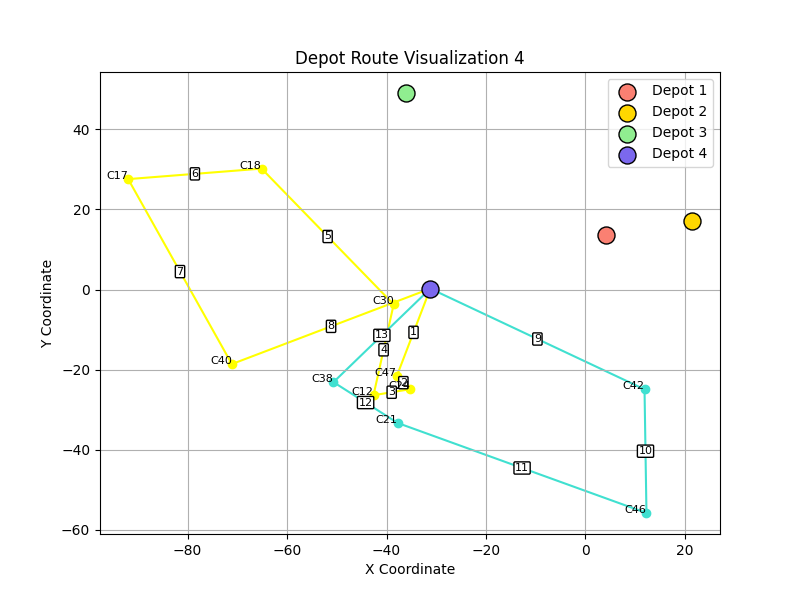 Depot Route Visualization 4
Depot 1
Depot 2
Depot 3
Depot 4
Y Coordinate
40
20
0
−20
−40
−60
C17
6
C18
5
7
C30
8
13
1
9
4
C40
C47
C38
2
3
C12
12
C42
C21
10
11
C46
−80
−60
−40
−20
0
20
X Coordinate